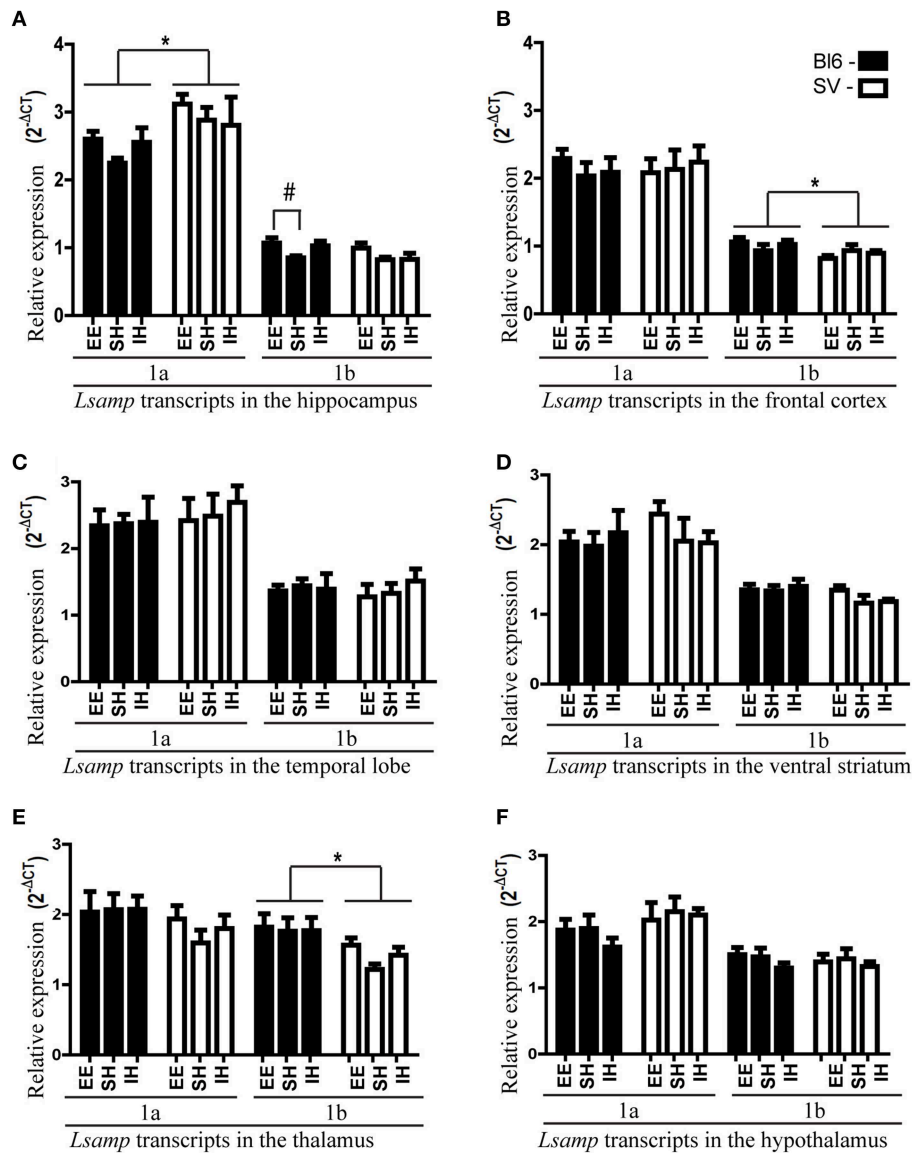 A
Relative expression (2-ΔCT)
4
3
2
1
0
*
#
EE SH IH EE SH IH EE SH IH EE SH IH
1a 1b
Lsamp transcripts in the hippocampus
B
Relative expression (2-ΔCT)
4
3
2
1
0
Bl6 -
SV -
*
EE SH IH EE SH IH EE SH IH EE SH IH
1a 1b
Lsamp transcripts in the frontal cortex
C
Relative expression (2-ΔCT)
3
2
1
0
EE SH IH EE SH IH EE SH IH EE SH IH
1a 1b
Lsamp transcripts in the temporal lobe
D
Relative expression (2-ΔCT)
3
2
1
0
EE SH IH EE SH IH EE SH IH EE SH IH
1a 1b
Lsamp transcripts in the ventral striatum
E
Relative expression (2-ΔCT)
3
2
1
0
*
EE SH IH EE SH IH EE SH IH EE SH IH
1a 1b
Lsamp transcripts in the thalamus
F
Relative expression (2-ΔCT)
3
2
1
0
EE SH IH EE SH IH EE SH IH EE SH IH
1a 1b
Lsamp transcripts in the hypothalamus